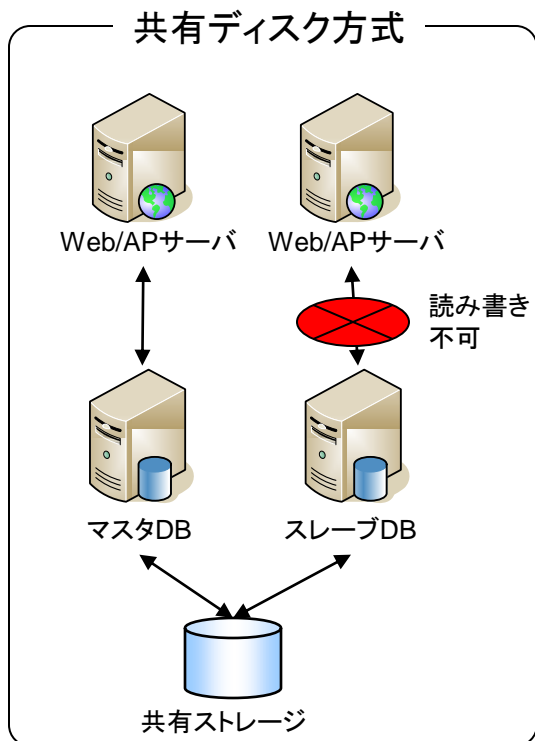 共有ディスク方式
Web/APサーバ
Web/APサーバ
読み書き
不可
マスタDB
スレーブDB
共有ストレージ